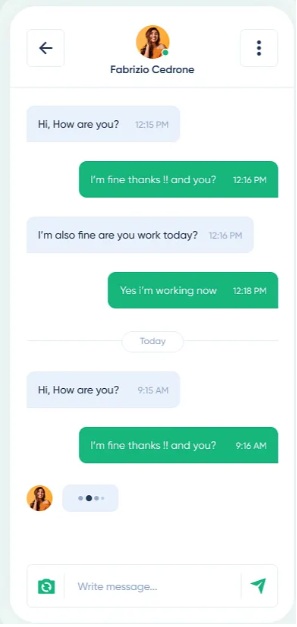 Fabrizio Cedrone
Hi, How are you? 12:15 PM
I'm fine thanks !! and you? 12:16 PM
I'm also fine are you work today? 12:16 PM
Yes i'm working now 12:18 PM
Today
Hi, How are you? 9:15 AM
I'm fine thanks !! and you? 9:16 AM
Write message...